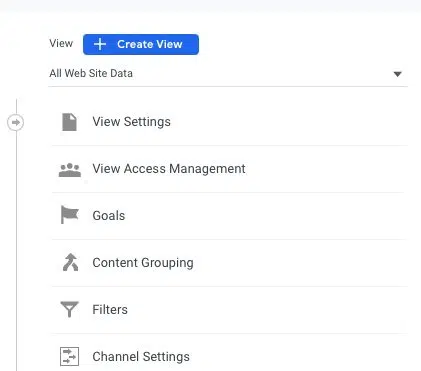 View + Create View
All Web Site Data
View Settings
View Access Management
Goals
Content Grouping
Filters
Channel Settings